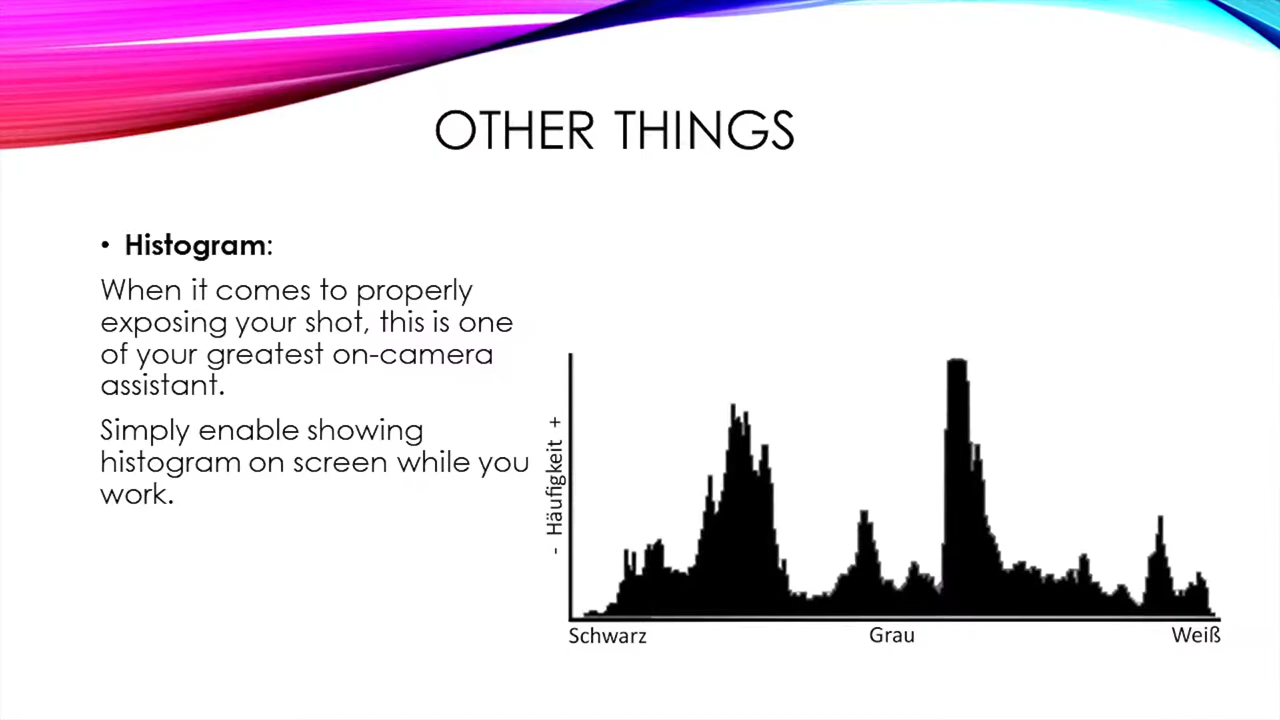 OTHER THINGS
• Histogram:
When it comes to properly
exposing your shot, this is one
of your greatest on-camera
assistant.
Simply enable showing
histogram on screen while you
work.
- Häufigkeit +
Schwarz Grau Weiß